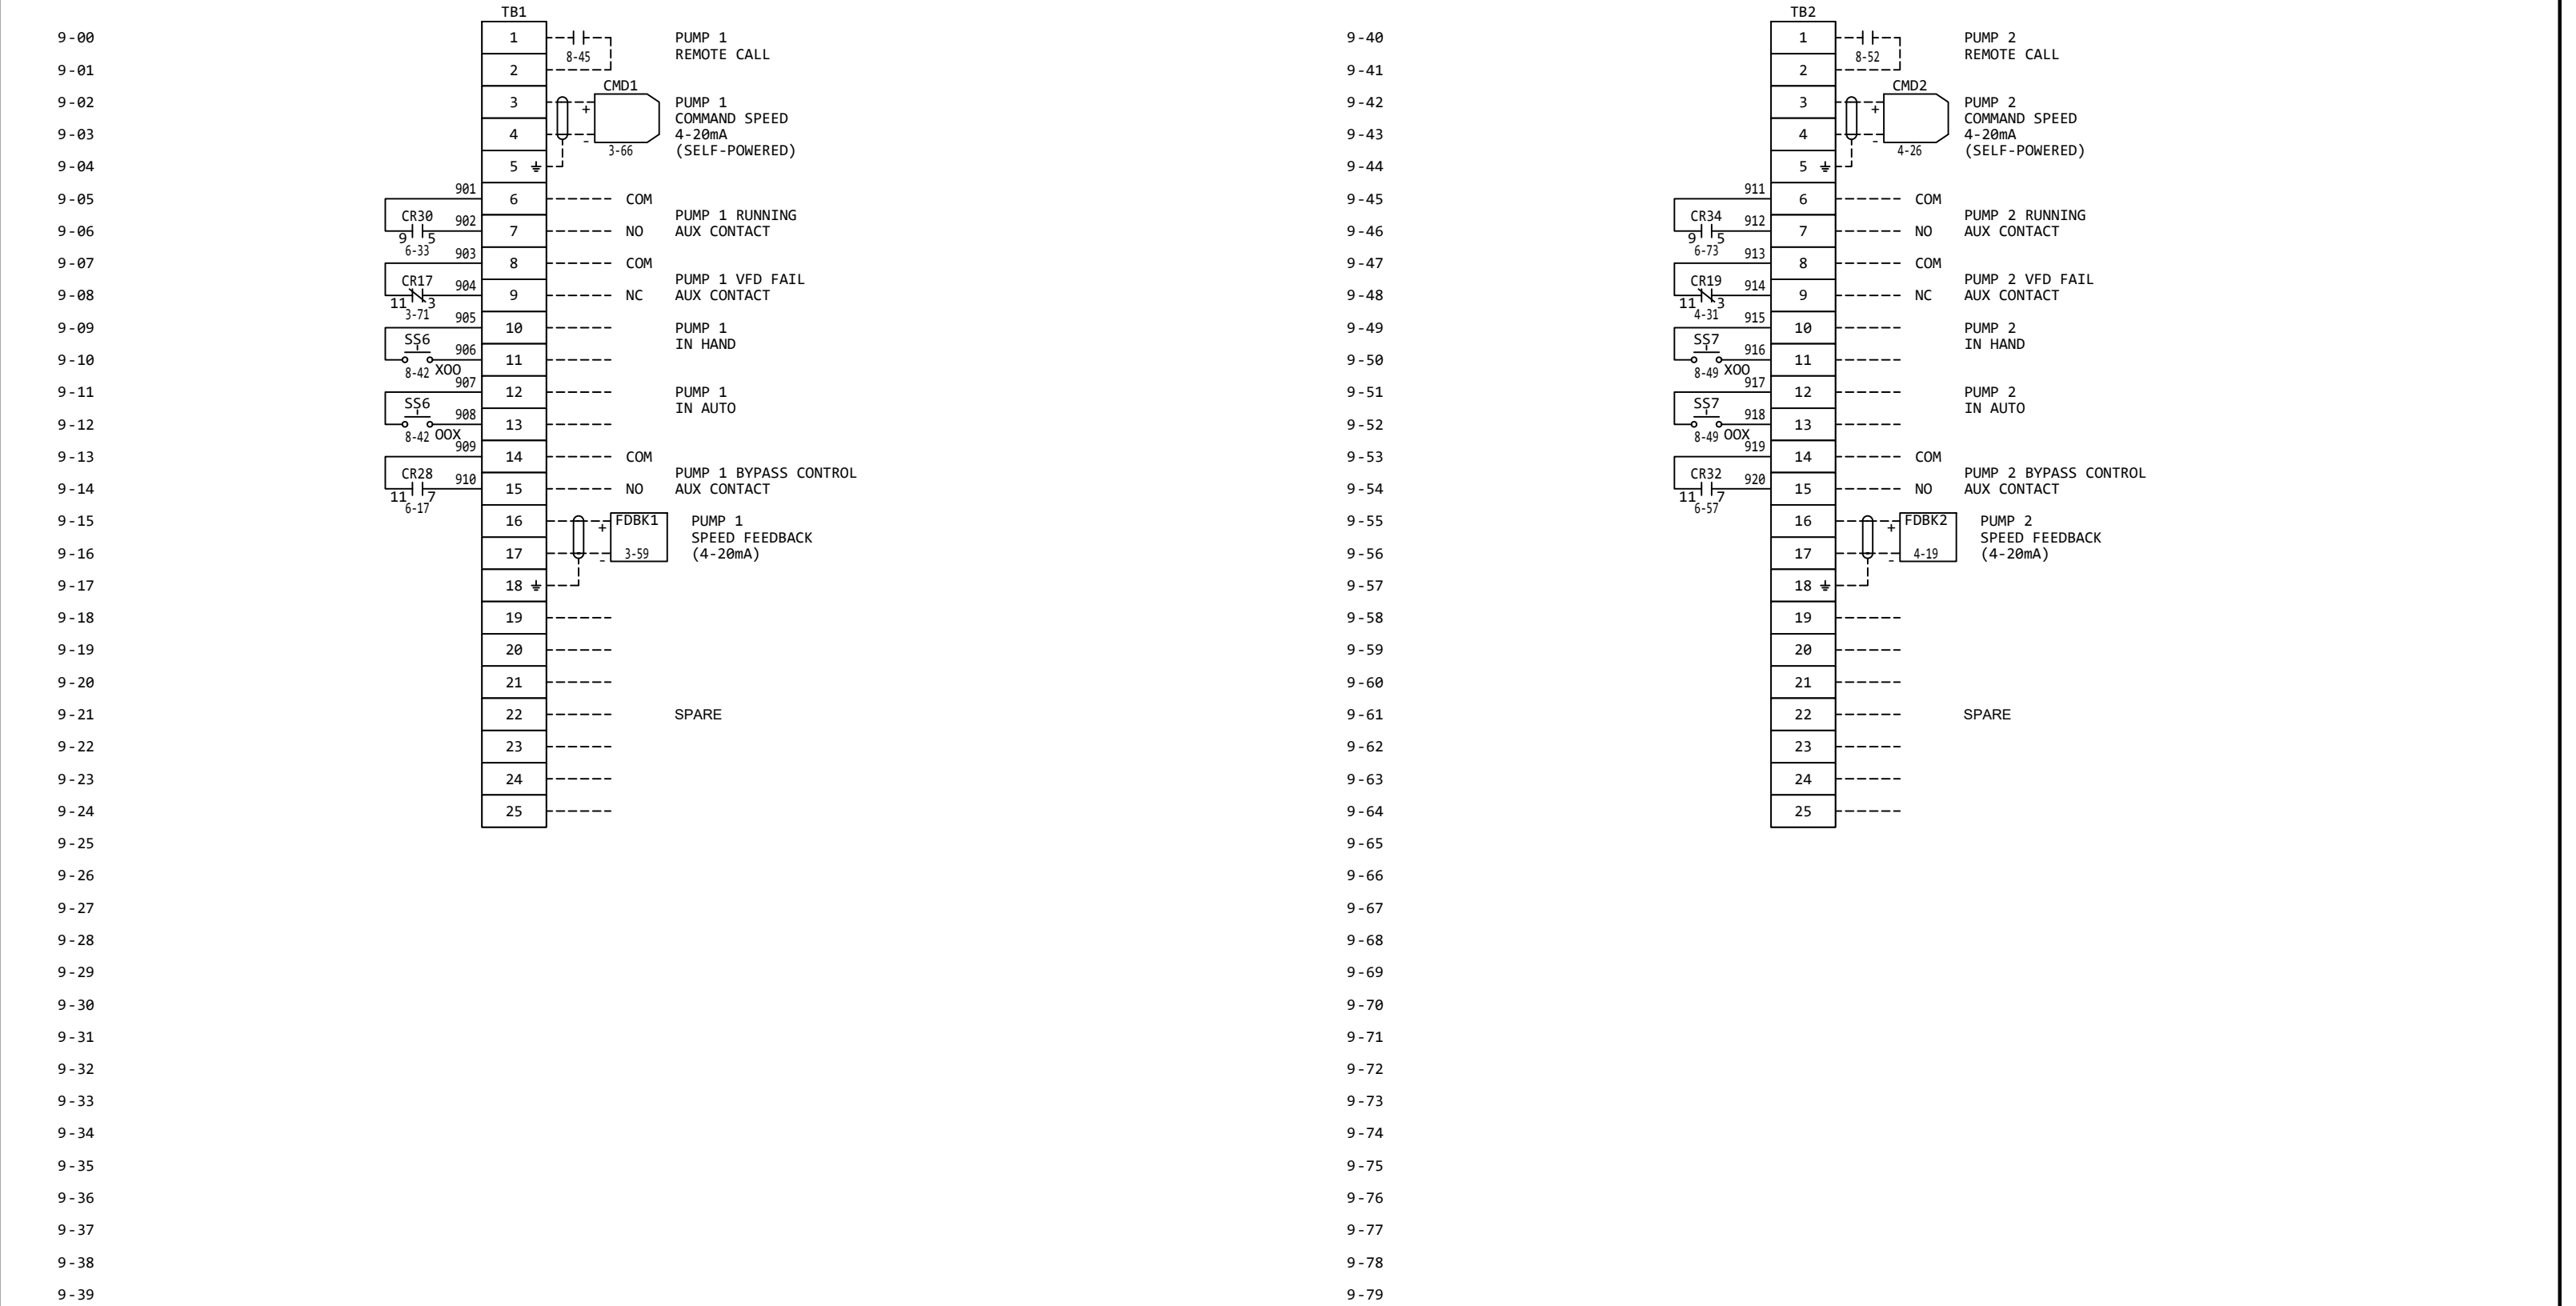 TB1
9-00 1 PUMP 1
8-45 REMOTE CALL
9-01 2
CMD1
9-02 3 + PUMP 1
COMMAND SPEED
9-03 4 - 4-20mA
3-66 (SELF-POWERED)
9-04 5
901
9-05 6 COM
CR30 902 PUMP 1 RUNNING
9-06 9 5 7 NO AUX CONTACT
6-33 903
9-07 8 COM
CR17 904 PUMP 1 VFD FAIL
9-08 11 3 9 NC AUX CONTACT
3-71 905
9-09 10 PUMP 1
SS6 906 IN HAND
9-10 11
8-42 XOO 907
9-11 12 PUMP 1
SS6 908 IN AUTO
9-12 13
8-42 OOX 909
9-13 14 COM
CR28 910 PUMP 1 BYPASS CONTROL
9-14 11 7 15 NO AUX CONTACT
6-17
9-15 16 + FDBK1 PUMP 1
SPEED FEEDBACK
9-16 17 - 3-59 (4-20mA)
9-17 18
9-18 19
9-19 20
9-20 21
9-21 22 SPARE
9-22 23
9-23 24
9-24 25
9-25
9-26
9-27
9-28
9-29
9-30
9-31
9-32
9-33
9-34
9-35
9-36
9-37
9-38
9-39
TB2
9-40 1 PUMP 2
8-52 REMOTE CALL
9-41 2
CMD2
9-42 3 + PUMP 2
COMMAND SPEED
9-43 4 - 4-20mA
4-26 (SELF-POWERED)
9-44 5
911
9-45 6 COM
CR34 912 PUMP 2 RUNNING
9-46 9 5 7 NO AUX CONTACT
6-73 913
9-47 8 COM
CR19 914 PUMP 2 VFD FAIL
9-48 11 3 9 NC AUX CONTACT
4-31 915
9-49 10 PUMP 2
SS7 916 IN HAND
9-50 11
8-49 XOO 917
9-51 12 PUMP 2
SS7 918 IN AUTO
9-52 13
8-49 OOX 919
9-53 14 COM
CR32 920 PUMP 2 BYPASS CONTROL
9-54 11 7 15 NO AUX CONTACT
6-57
9-55 16 + FDBK2 PUMP 2
SPEED FEEDBACK
9-56 17 - 4-19 (4-20mA)
9-57 18
9-58 19
9-59 20
9-60 21
9-61 22 SPARE
9-62 23
9-63 24
9-64 25
9-65
9-66
9-67
9-68
9-69
9-70
9-71
9-72
9-73
9-74
9-75
9-76
9-77
9-78
9-79